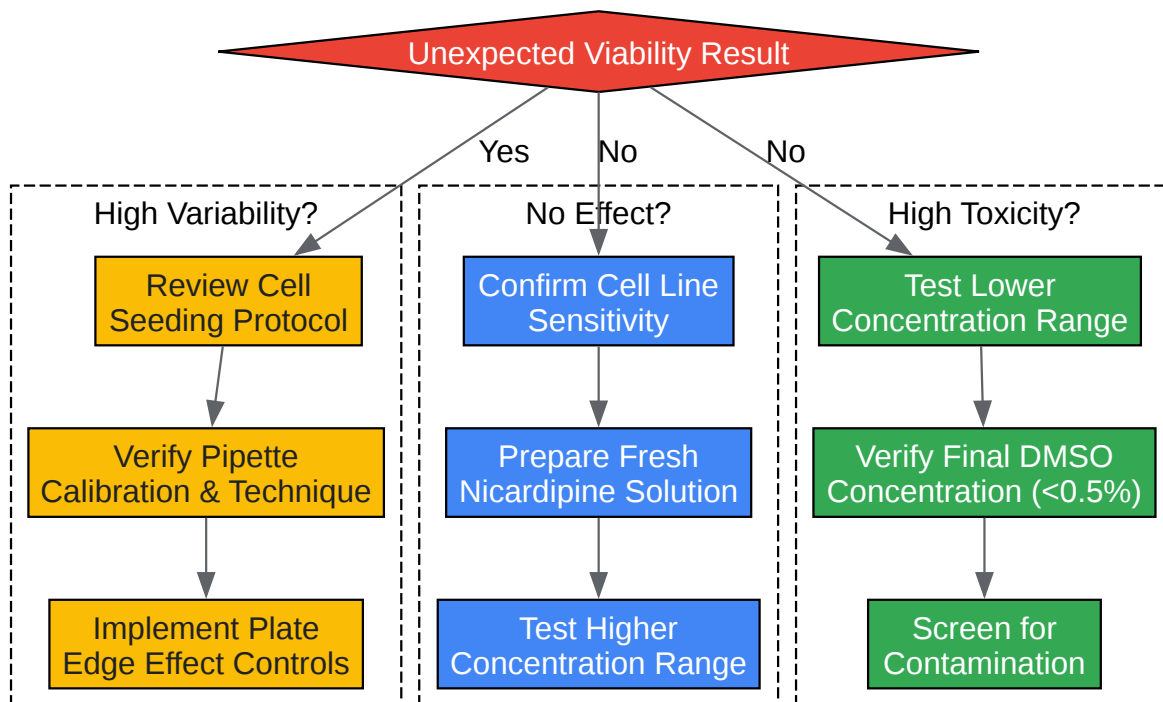 Unexpected Viability Result
Yes
No
No
High Variability?
No Effect?
High Toxicity?
Review Cell
Seeding Protocol
Confirm Cell Line
Sensitivity
Test Lower
Concentration Range
Verify Pipette
Calibration & Technique
Prepare Fresh
Nicardipine Solution
Verify Final DMSO
Concentration (<0.5%)
Implement Plate
Edge Effect Controls
Test Higher
Concentration Range
Screen for
Contamination